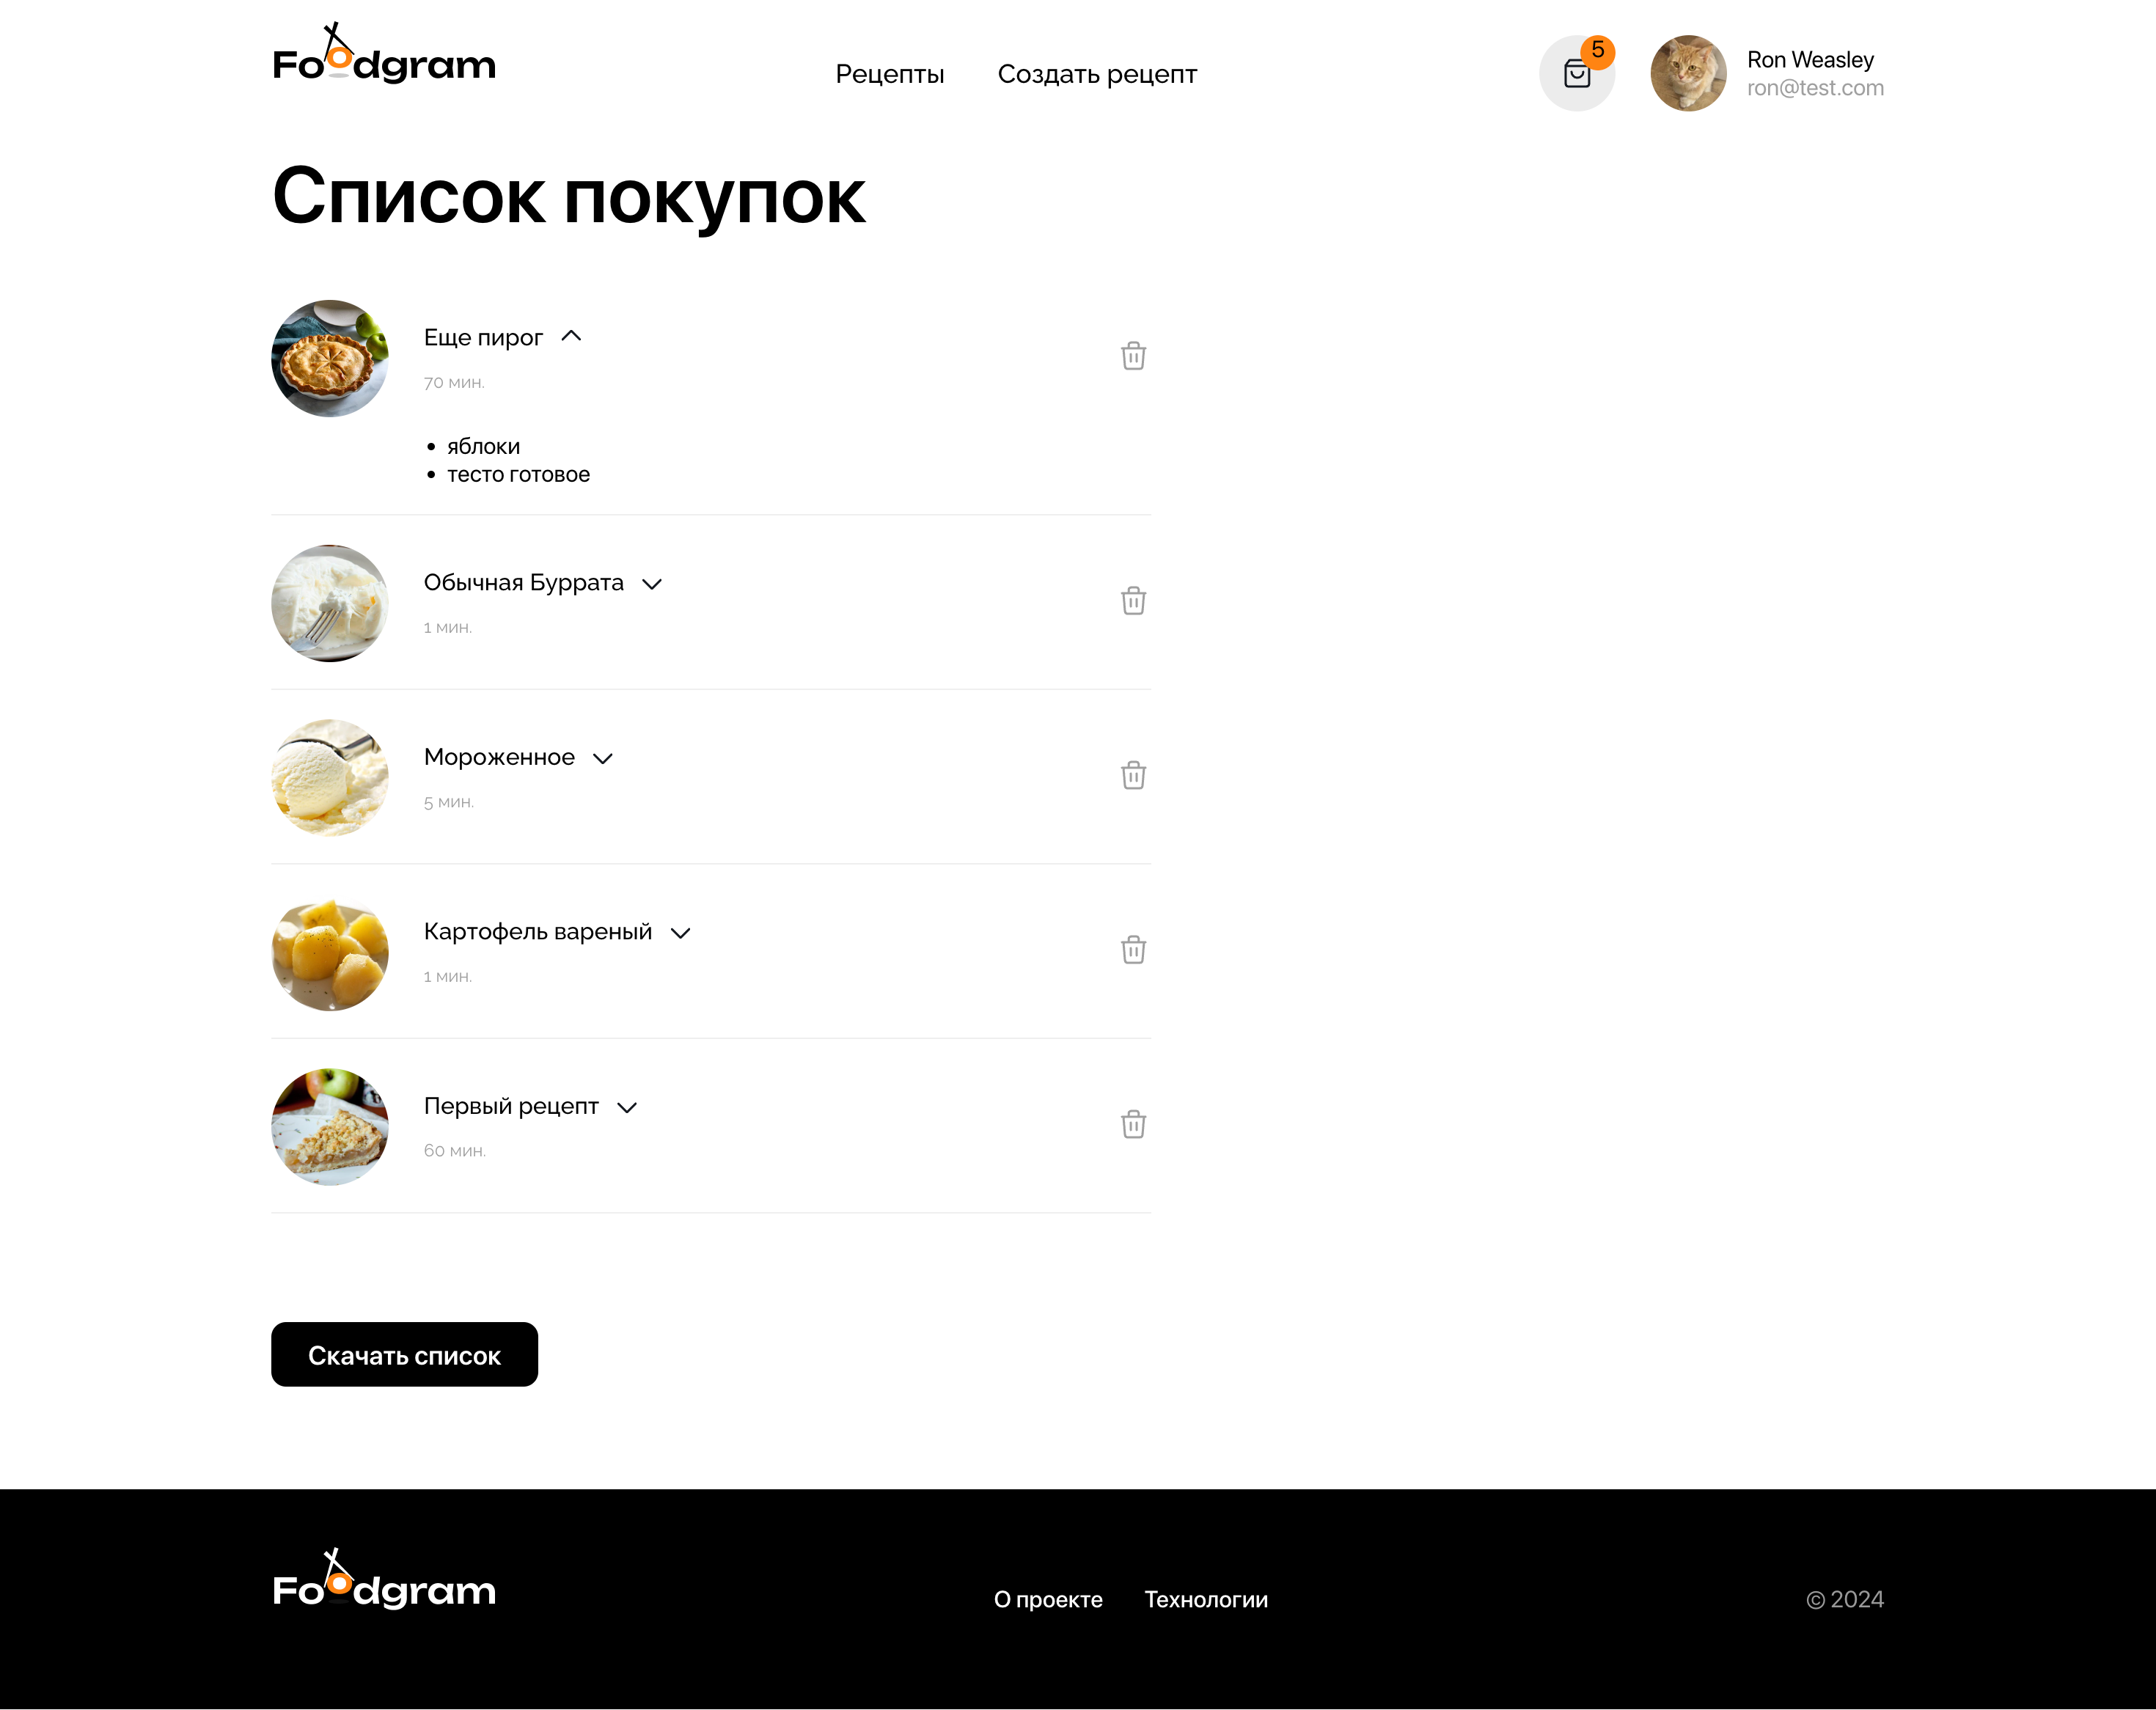 Foodgram
Рецепты
Создать рецепт
5
Ron Weasley
ron@test.com
Список покупок
Еще пирог
70 мин.
• яблоки
• тесто готовое
Обычная Буррата
1 мин.
Мороженное
5 мин.
Картофель вареный
1 мин.
Первый рецепт
60 мин.
Скачать список
Foodgram
О проекте
Технологии
© 2024